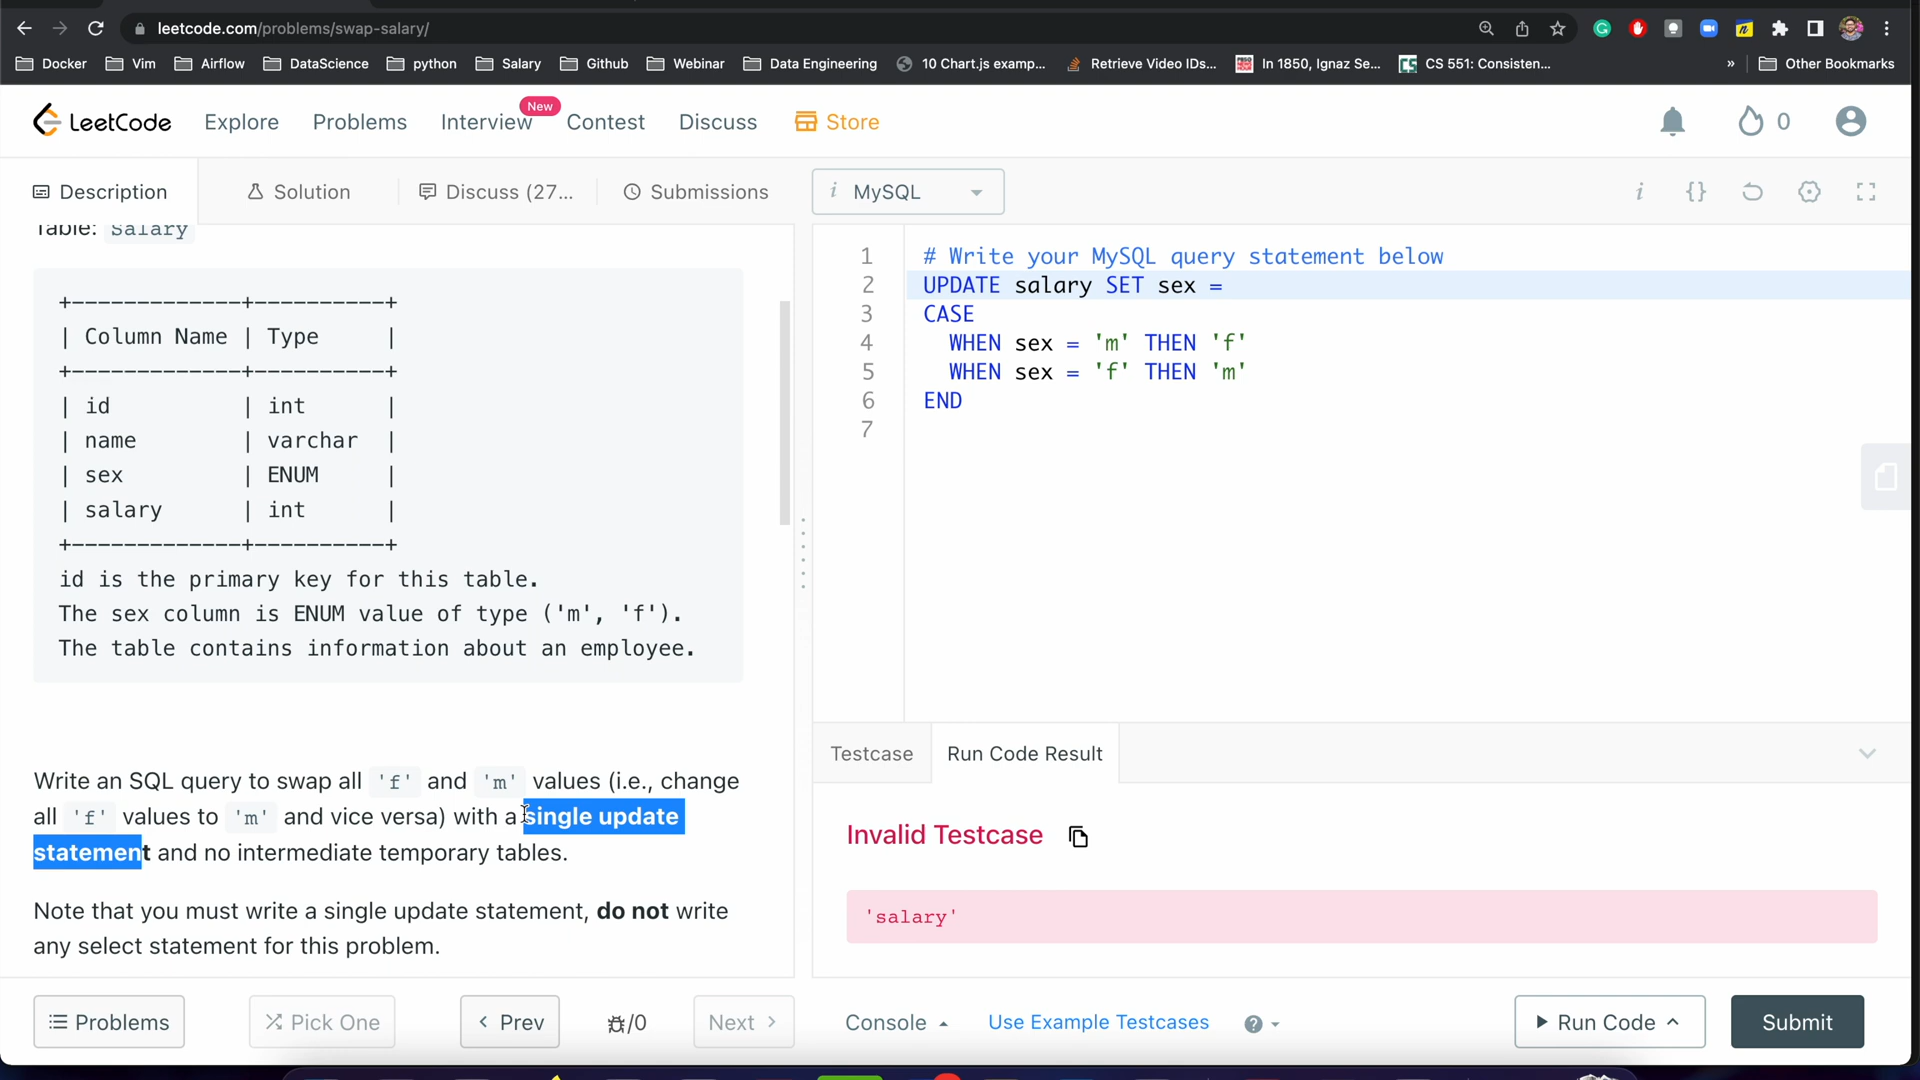 leetcode.com/problems/swap-salary/
Docker Vim Airflow DataScience python Salary Github Webinar Data Engineering 10 Chart.js examp... Retrieve Video IDs... In 1850, Ignaz Se... CS 551: Consisten... » Other Bookmarks
LeetCode Explore Problems Interview New Contest Discuss Store 0
Description Solution Discuss (27... Submissions
i MySQL
Table: Salary
+-------------+----------+
| Column Name | Type     |
+-------------+----------+
| id          | int      |
| name        | varchar  |
| sex         | ENUM     |
| salary      | int      |
+-------------+----------+
id is the primary key for this table.
The sex column is ENUM value of type ('m', 'f').
The table contains information about an employee.
Write an SQL query to swap all 'f' and 'm' values (i.e., change
all 'f' values to 'm' and vice versa) with a single update
statement and no intermediate temporary tables.
Note that you must write a single update statement, do not write
any select statement for this problem.
1 # Write your MySQL query statement below
2 UPDATE salary SET sex =
3 CASE
4   WHEN sex = 'm' THEN 'f'
5   WHEN sex = 'f' THEN 'm'
6 END
7
Testcase Run Code Result
Invalid Testcase
'salary'
Problems Pick One Prev /0 Next Console Use Example Testcases Run Code Submit